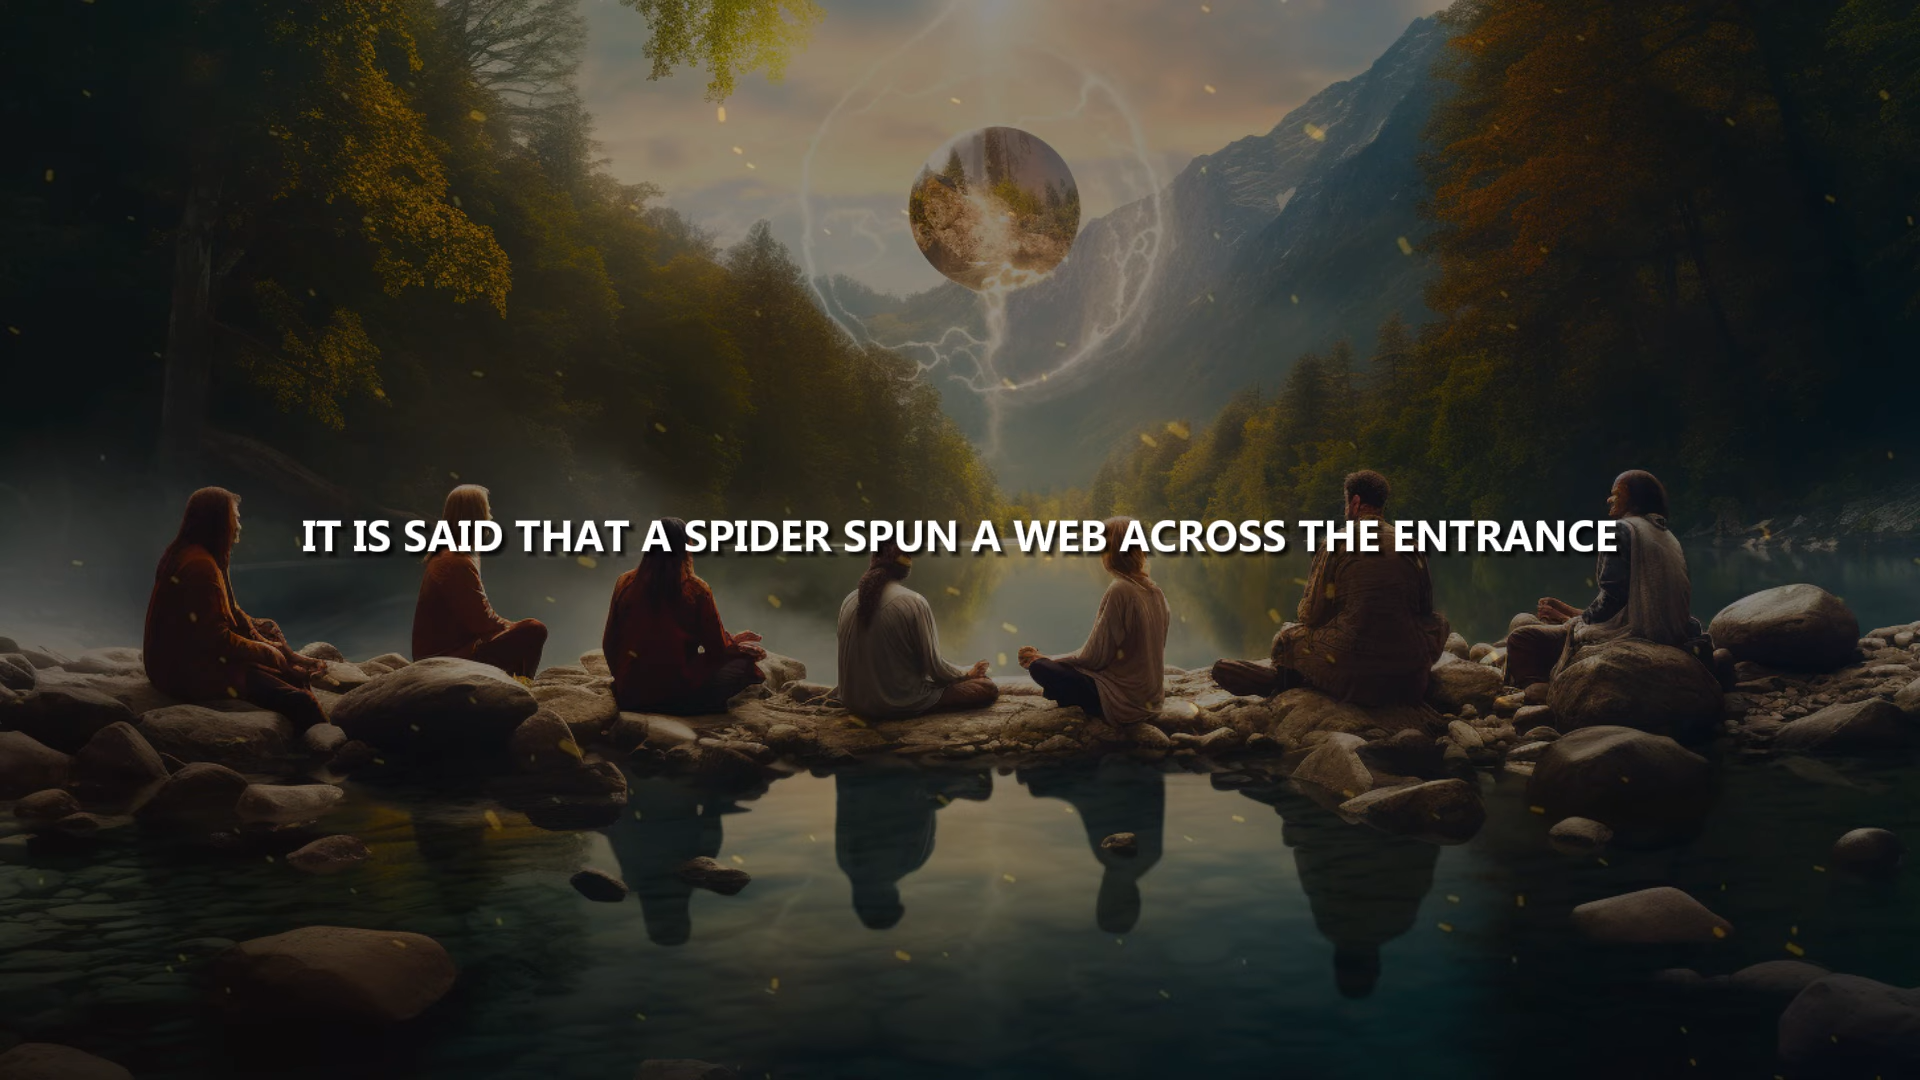 IT IS SAID THAT A SPIDER SPUN A WEB ACROSS THE ENTRANCE